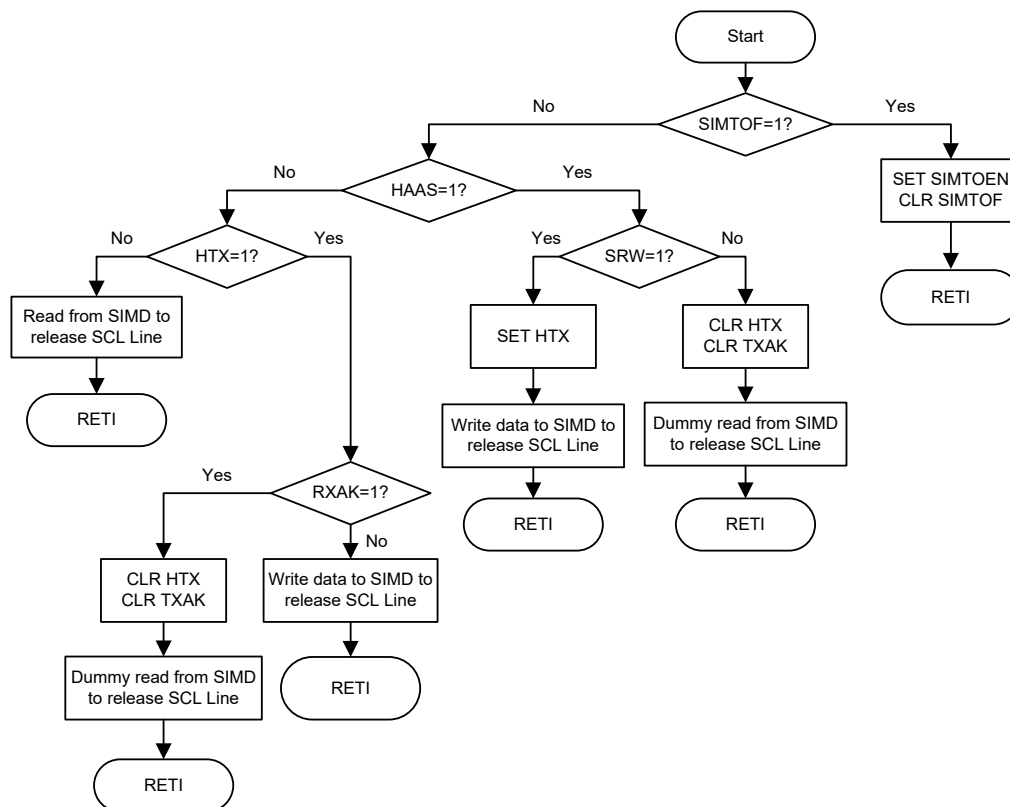 Start
SIMTOF=1?
No
Yes
SET SIMTOEN
CLR SIMTOF
RETI
HAAS=1?
No
Yes
HTX=1?
No
Yes
Read from SIMD to
release SCL Line
RETI
SRW=1?
Yes
No
SET HTX
Write data to SIMD to
release SCL Line
RETI
CLR HTX
CLR TXAK
Dummy read from SIMD
to release SCL Line
RETI
RXAK=1?
Yes
No
CLR HTX
CLR TXAK
Dummy read from SIMD
to release SCL Line
RETI
Write data to SIMD to
release SCL Line
RETI